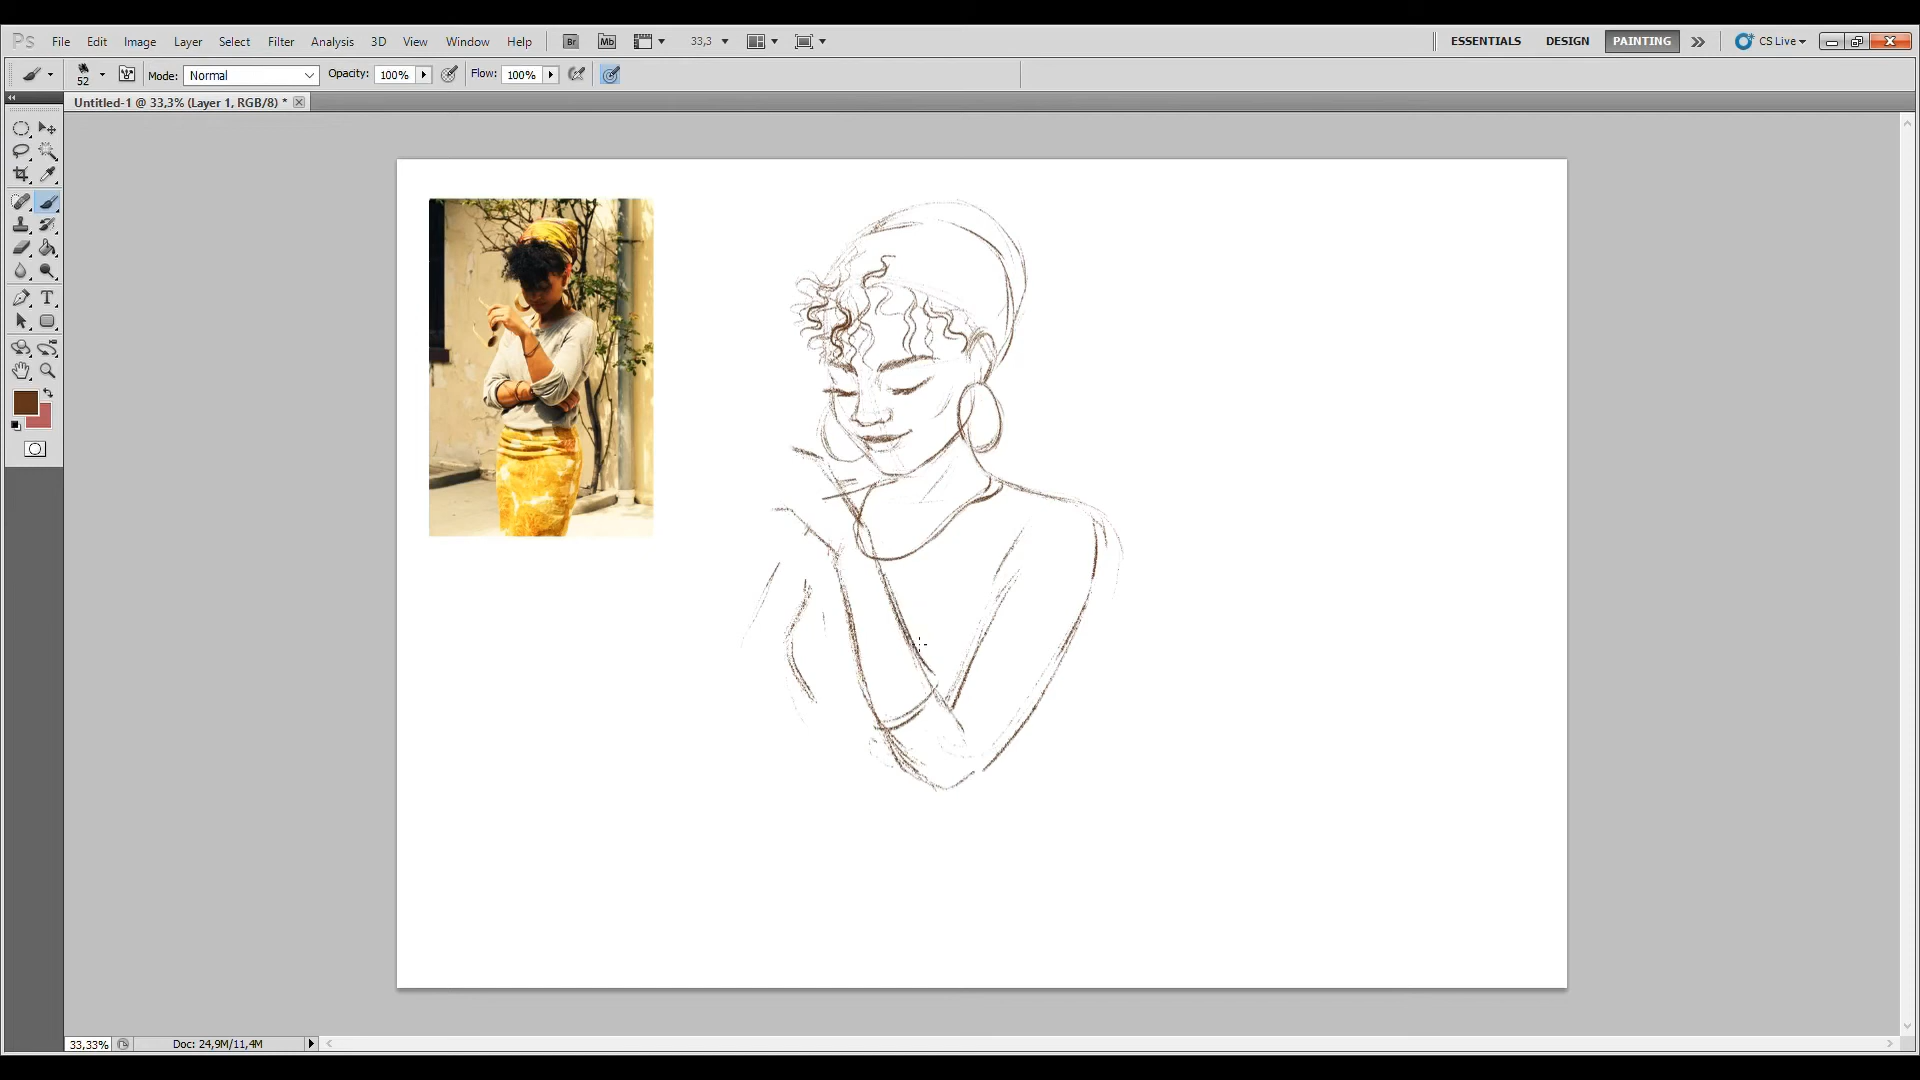 Ps File Edit Image Layer Select Filter Analysis 3D View Window Help Br Mb 33,3 ESSENTIALS DESIGN PAINTING CS Live
52 Mode: Normal Opacity: 100% Flow: 100%
Untitled-1 @ 33,3% (Layer 1, RGB/8) *
T
33,33% Doc: 24,9M/11,4M